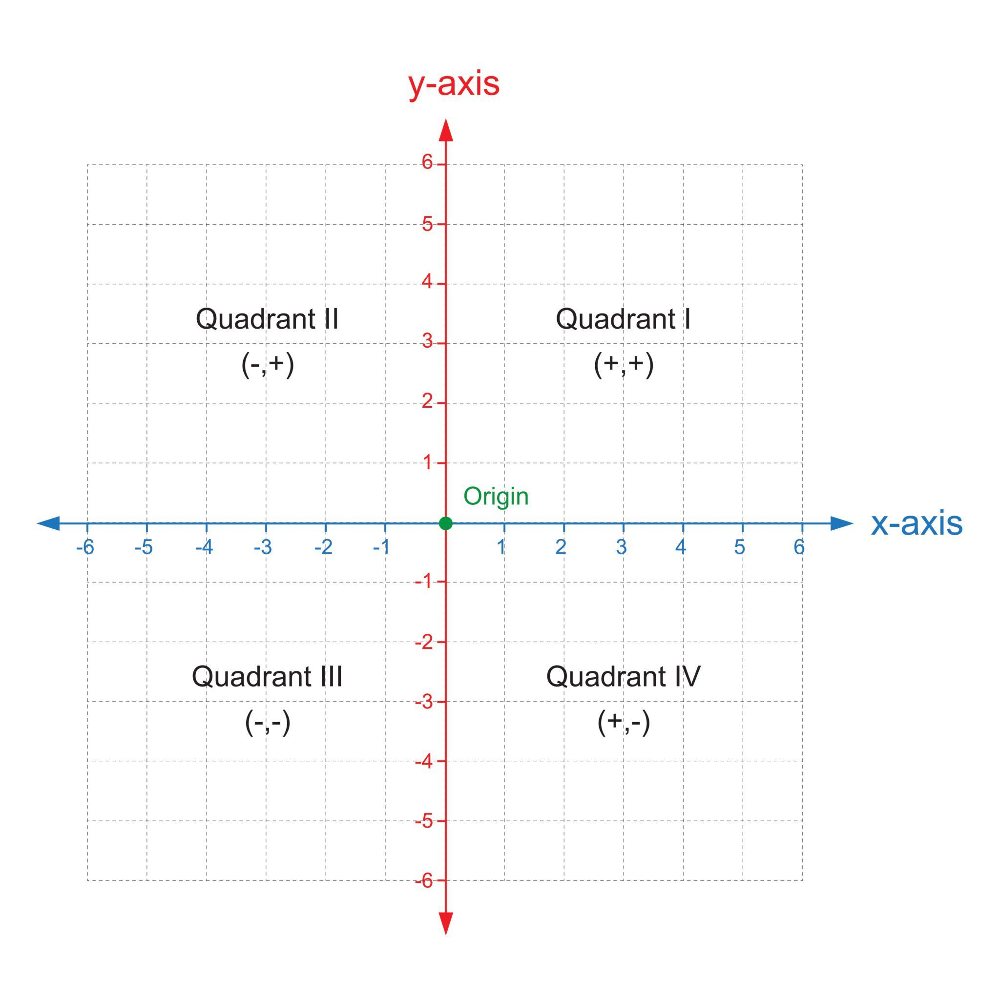 y-axis
6
5
4
Quadrant II
Quadrant I
3
(-,+)
(+,+)
2
1
Origin
x-axis
-6 -5 -4 -3 -2 -1 1 2 3 4 5 6
-1
-2
Quadrant III
Quadrant IV
-3
(-,-)
(+,-)
-4
-5
-6